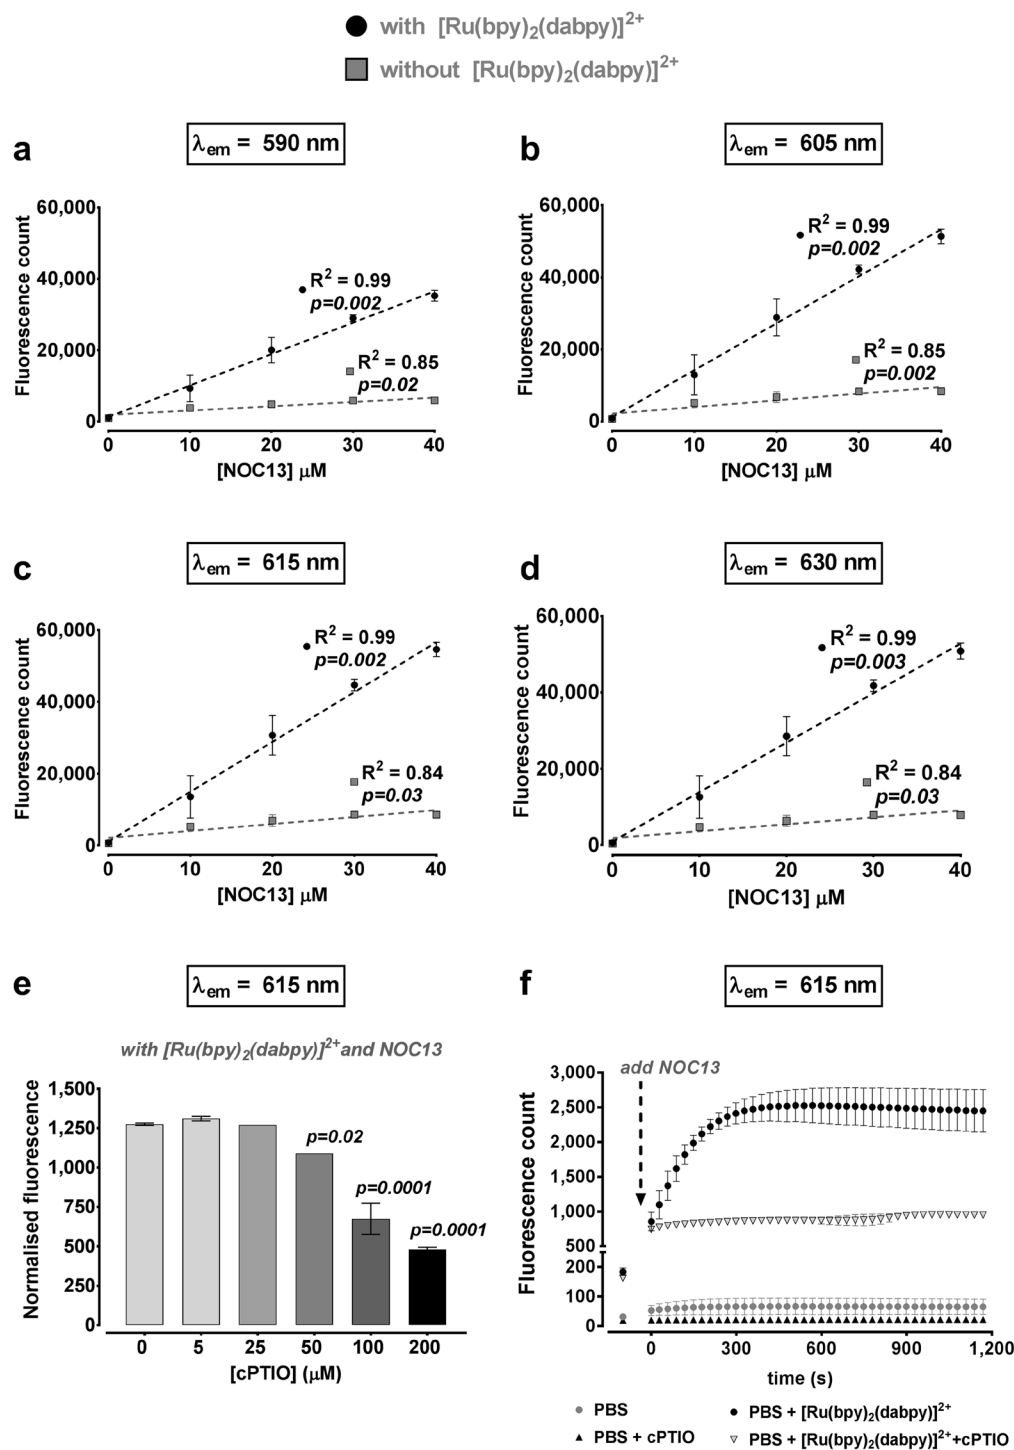 with [Ru(bpy)2(dabpy)]2+
without [Ru(bpy)2(dabpy)]2+
a
λem = 590 nm
Fluorescence count
60,000
40,000
20,000
0
R2 = 0.99
p=0.002
R2 = 0.85
p=0.02
0 10 20 30 40
[NOC13] μM
b
λem = 605 nm
Fluorescence count
60,000
40,000
20,000
0
R2 = 0.99
p=0.002
R2 = 0.85
p=0.002
0 10 20 30 40
[NOC13] μM
c
λem = 615 nm
Fluorescence count
60,000
40,000
20,000
0
R2 = 0.99
p=0.002
R2 = 0.84
p=0.03
0 10 20 30 40
[NOC13] μM
d
λem = 630 nm
Fluorescence count
60,000
40,000
20,000
0
R2 = 0.99
p=0.003
R2 = 0.84
p=0.03
0 10 20 30 40
[NOC13] μM
e
λem = 615 nm
with [Ru(bpy)2(dabpy)]2+and NOC13
Normalised fluorescence
1,500
1,250
1,000
750
500
250
0
p=0.02
p=0.0001
p=0.0001
0 5 25 50 100 200
[cPTIO] (μM)
f
λem = 615 nm
add NOC13
Fluorescence count
3,000
2,500
2,000
1,500
1,000
500
200
100
0
0 300 600 900 1,200
time (s)
PBS
PBS + [Ru(bpy)2(dabpy)]2+
PBS + cPTIO
PBS + [Ru(bpy)2(dabpy)]2++cPTIO